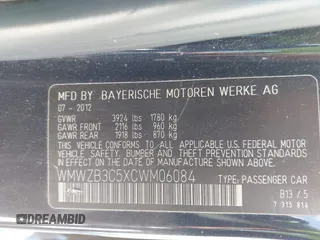 MFD BY BAYERISCHE MOTOREN WERKE AG
07 - 2012
GVWR 3924 lbs 1780 kg
GAWR FRONT 2116 lbs 960 kg
GAWR REAR 1918 lbs 870 kg
THIS VEHICLE CONFORMS TO ALL APPLICABLE
FEDERAL MOTOR VEHICLE SAFETY, BUMPER
AND THEFT PREVENTION STANDARDS IN EFFECT
ON THE DATE OF MANUFACTURE SHOWN ABOVE
WMWZB3C5XCWM06084 TYPE: PASSENGER CAR
B13 / 5
7 315 816
DREAMBID